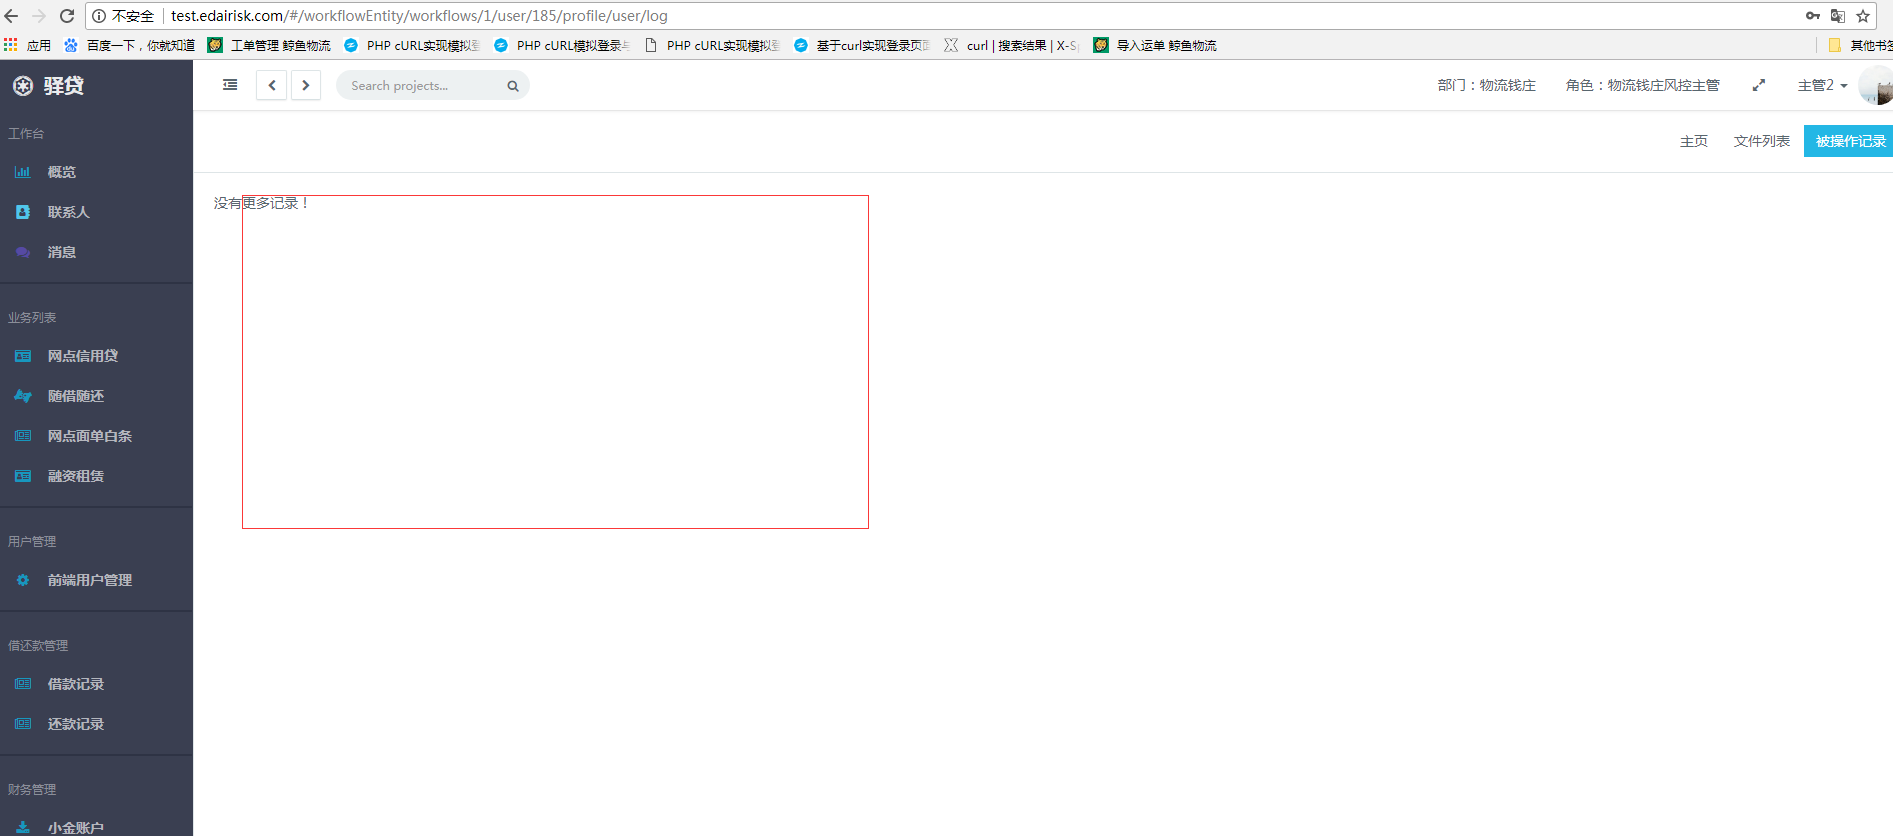 不安全 test.edairisk.com/#/workflowEntity/workflows/1/user/185/profile/user/log
应用 百度一下，你就知道 工单管理 鲸鱼物流 PHP cURL实现模拟登 PHP cURL模拟登录与 PHP cURL实现模拟登 基于curl实现登录页面 curl | 搜索结果 | X-Sp 导入运单 鲸鱼物流 其他书签
驿贷
Search projects...
部门：物流钱庄 角色：物流钱庄风控主管 主管2
工作台
主页 文件列表 被操作记录
概览
没有更多记录！
联系人
消息
业务列表
网点信用贷
随借随还
网点面单白条
融资租赁
用户管理
前端用户管理
借还款管理
借款记录
还款记录
财务管理
小金账户